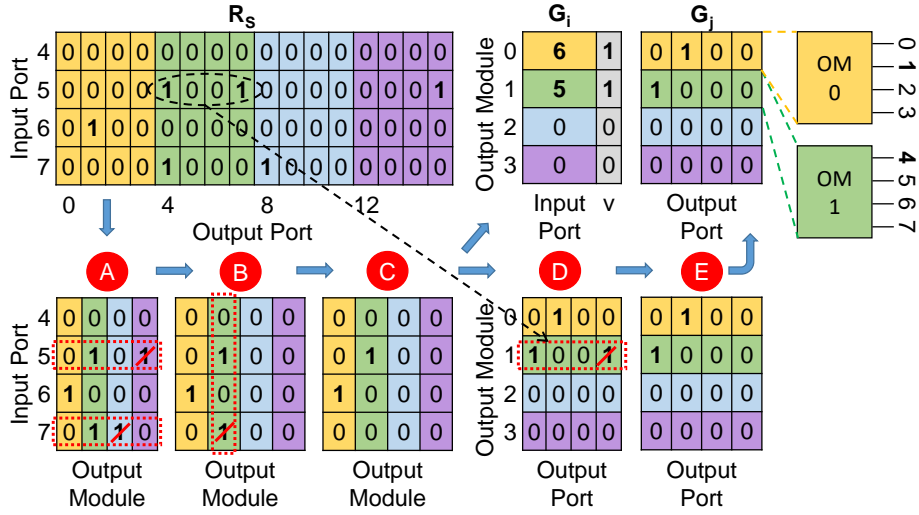 R_S
G_i
G_j
Input Port
4 0 0 0 0 0 0 0 0 0 0 0 0 0 0 0 0
5 0 0 0 0 1 0 0 1 0 0 0 0 0 0 0 1
6 0 1 0 0 0 0 0 0 0 0 0 0 0 0 0 0
7 0 0 0 0 1 0 0 0 1 0 0 0 0 0 0 0
0 4 8 12
Output Port
Output Module
0 6 1
1 5 1
2 0 0
3 0 0
Input v
Port
0 1 0 0
1 0 0 0
0 0 0 0
0 0 0 0
Output
Port
OM
0
0
1
2
3
OM
1
4
5
6
7
A
B
C
D
E
Input Port
4 0 0 0 0
5 0 1 0 1
6 1 0 0 0
7 0 1 1 0
Output
Module
0 0 0 0
0 1 0 0
1 0 0 0
0 1 0 0
Output
Module
0 0 0 0
0 1 0 0
1 0 0 0
0 0 0 0
Output
Module
Output Module
0 0 1 0 0
1 1 0 0 1
2 0 0 0 0
3 0 0 0 0
Output
Port
0 1 0 0
1 0 0 0
0 0 0 0
0 0 0 0
Output
Port